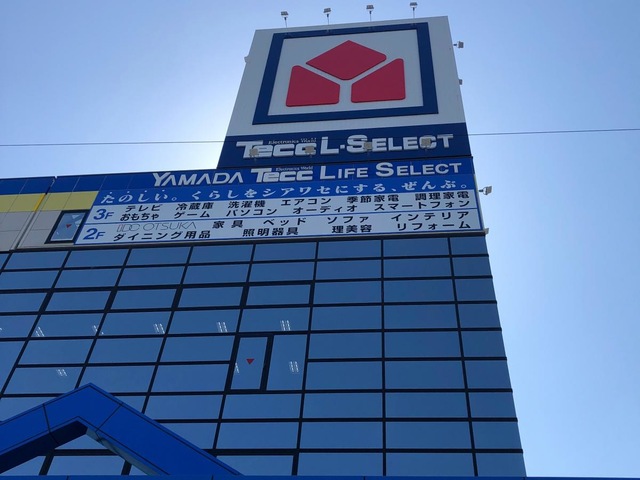 Electronics World
Tecc L·SELECT
YAMADA Tecc LIFE SELECT
Electronics World
たのしい。くらしをシアワセにする、ぜんぶ。
3F テレビ 冷蔵庫 洗濯機 エアコン 季節家電 調理家電
おもちゃ ゲーム パソコン オーディオ スマートフォン
2F IDC OTSUKA 家具 ベッド ソファ インテリア
ダイニング用品 照明器具 理美容 リフォーム